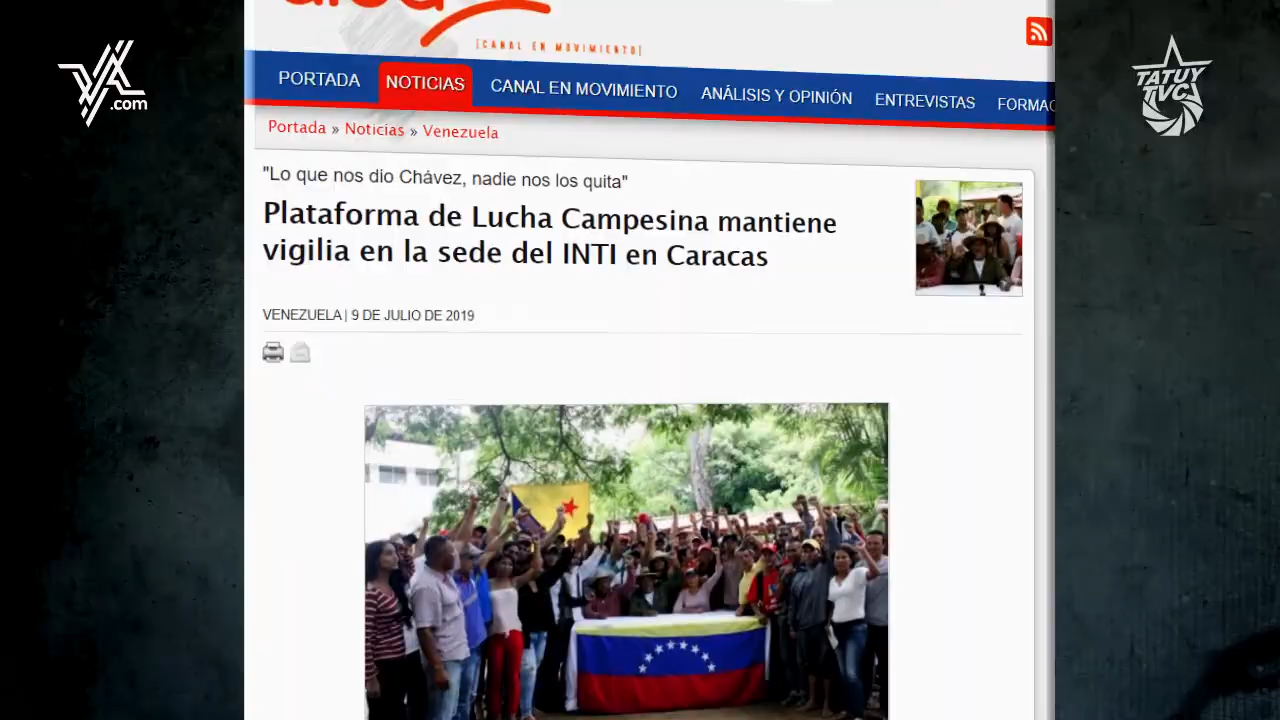 [CANAL EN MOVIMIENTO]
.com
TATUY
TVC
PORTADA NOTICIAS CANAL EN MOVIMIENTO ANÁLISIS Y OPINIÓN ENTREVISTAS FORMAC
Portada » Noticias » Venezuela
"Lo que nos dio Chávez, nadie nos los quita"
Plataforma de Lucha Campesina mantiene
vigilia en la sede del INTI en Caracas
VENEZUELA | 9 DE JULIO DE 2019